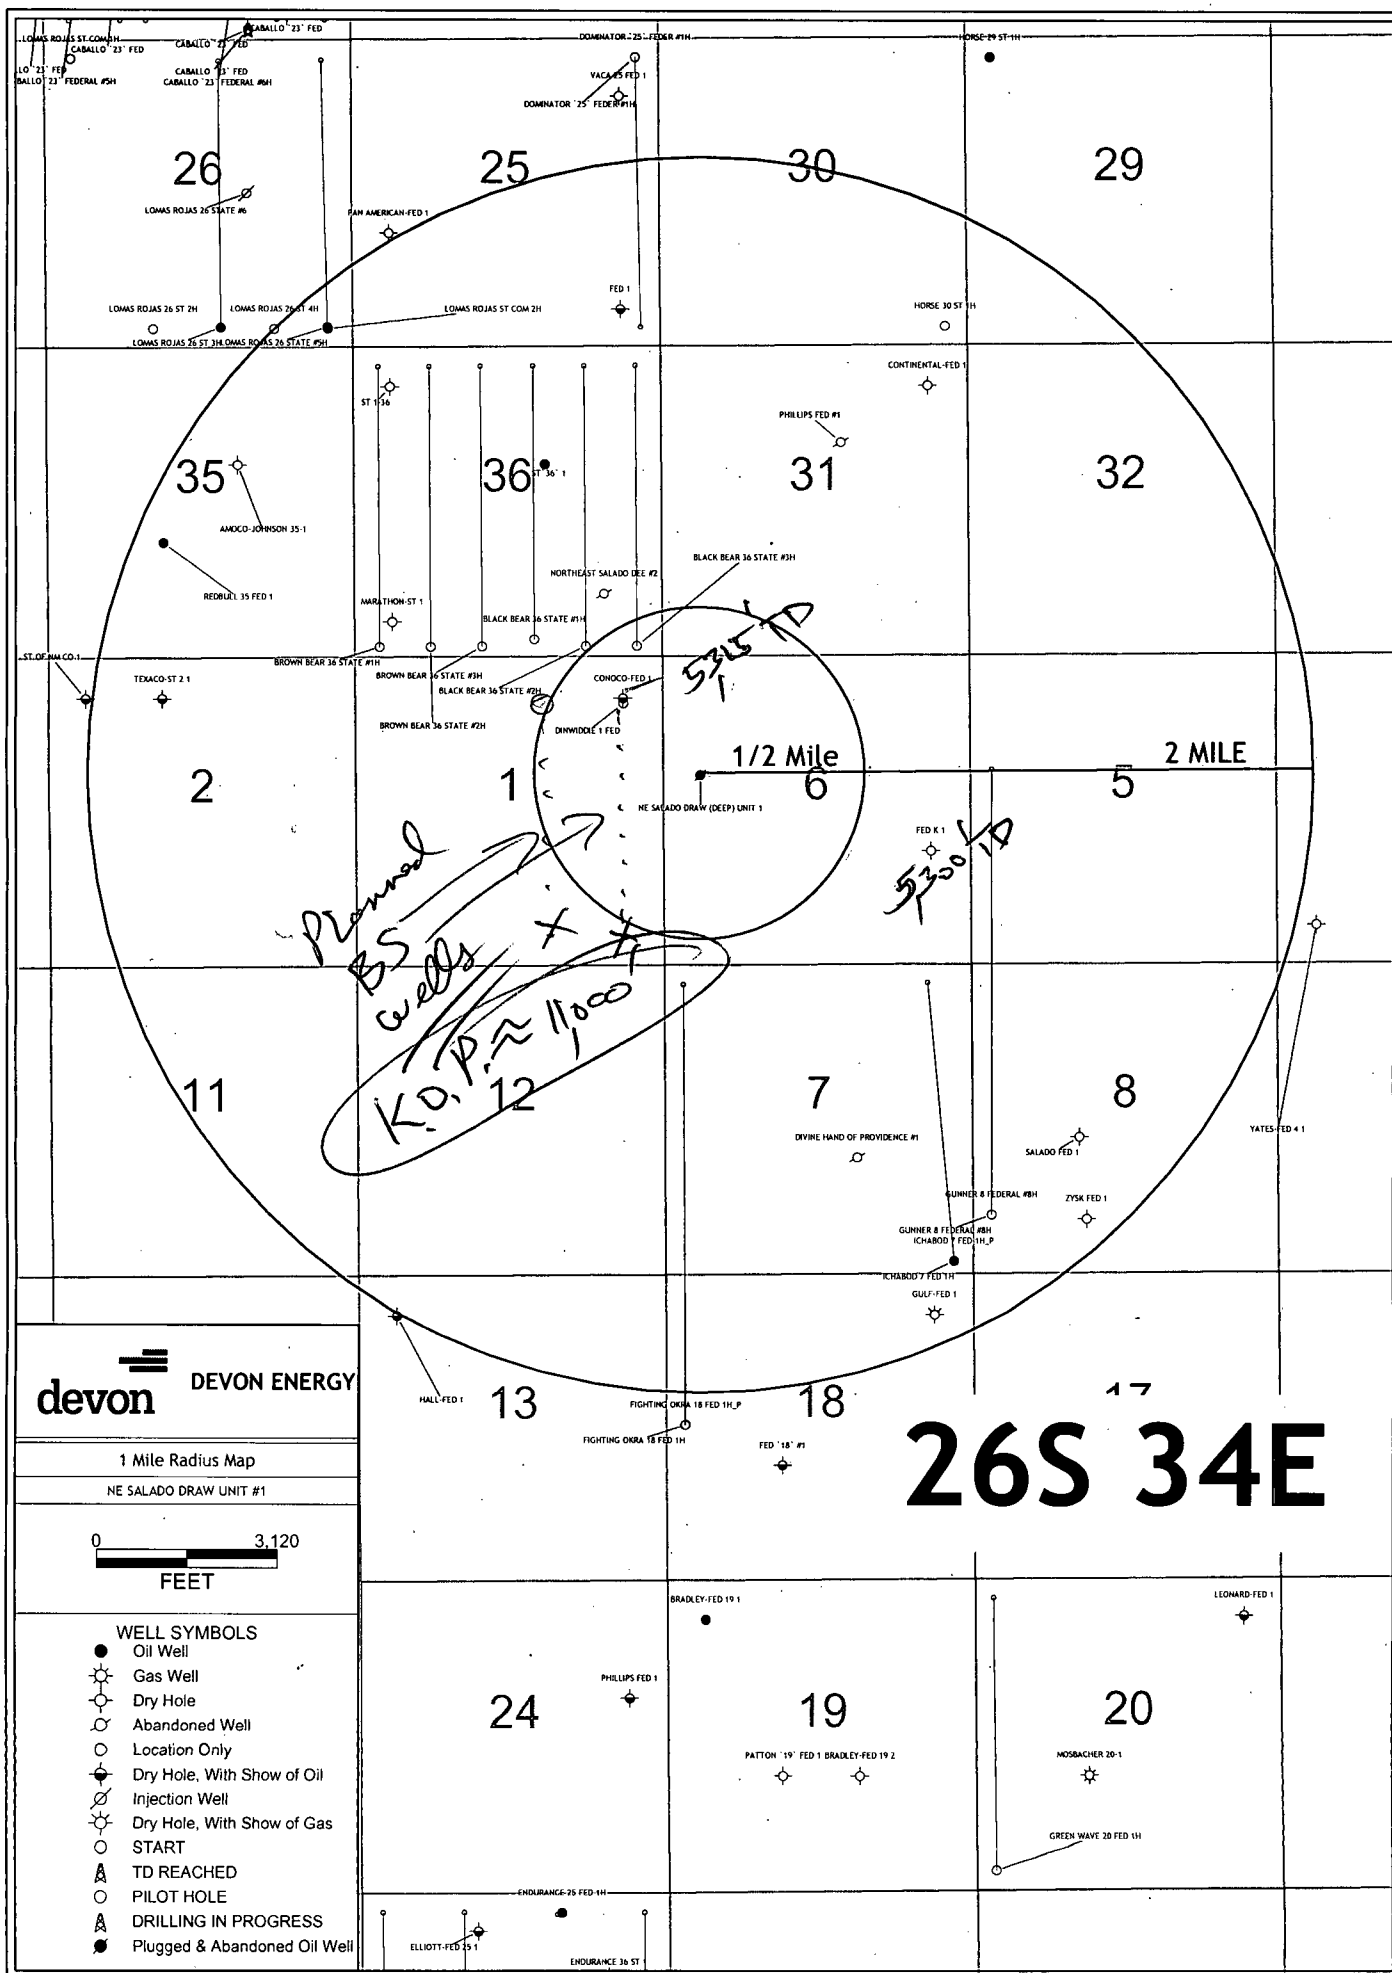 LOMAS ROJAS ST COM 1H
CABALLO '23' FED
CABALLO '23' FED
CABALLO '23' FED
LO '23' FED
BALLO '23' FEDERAL #5H
CABALLO '23' FED
CABALLO '23' FEDERAL #6H
DOMINATOR '25' FEDER #1H
VACA 25 FED 1
DOMINATOR '25' FEDER #1H
HORSE 29 ST 1H
26
25
30
29
LOMAS ROJAS 26 STATE #6
PAN AMERICAN-FED 1
FED 1
LOMAS ROJAS 26 ST 2H
LOMAS ROJAS 26 ST 4H
LOMAS ROJAS ST COM 2H
HORSE 30 ST 1H
LOMAS ROJAS 26 ST 3H
LOMAS ROJAS 26 STATE #5H
CONTINENTAL-FED 1
ST 1-36
PHILLIPS FED #1
35
36
ST '36' 1
31
32
AMOCO-JOHNSON 35-1
BLACK BEAR 36 STATE #3H
NORTHEAST SALADO DEE #2
REDBULL 35 FED 1
MARATHON-ST 1
BLACK BEAR 36 STATE #1H
5325' TD
ST. OF NM CO-1
BROWN BEAR 36 STATE #1H
BROWN BEAR 36 STATE #3H
BLACK BEAR 36 STATE #2H
TEXACO-ST 2 1
CONOCO-FED 1
BROWN BEAR 36 STATE #2H
DINWIDDIE 1 FED
1/2 Mile
2 MILE
2
1
6
5
NE SALADO DRAW (DEEP) UNIT 1
FED K 1
5300' TD
Planned
BS
wells
X X
K.O.P. ≈ 11,000'
11
12
7
8
DIVINE HAND OF PROVIDENCE #1
SALADO FED 1
YATES-FED 4 1
GUNNER 8 FEDERAL #8H
ZYSK FED 1
GUNNER 8 FEDERAL #8H
ICHABOD 7 FED 1H_P
ICHABOD 7 FED 1H
GULF-FED 1
HALL-FED 1
13
18
17
FIGHTING OKRA 18 FED 1H_P
FIGHTING OKRA 18 FED 1H
FED '18' #1
26S 34E
devon
DEVON ENERGY
1 Mile Radius Map
NE SALADO DRAW UNIT #1
0 3,120
FEET
BRADLEY-FED 19 1
LEONARD-FED 1
PHILLIPS FED 1
24
19
20
PATTON '19' FED 1 BRADLEY-FED 19 2
MOSBACHER 20-1
GREEN WAVE 20 FED 1H
ENDURANCE 25 FED 1H
ELLIOTT-FED 25 1
ENDURANCE 36 ST
WELL SYMBOLS
Oil Well
Gas Well
Dry Hole
Abandoned Well
Location Only
Dry Hole, With Show of Oil
Injection Well
Dry Hole, With Show of Gas
START
TD REACHED
PILOT HOLE
DRILLING IN PROGRESS
Plugged & Abandoned Oil Well